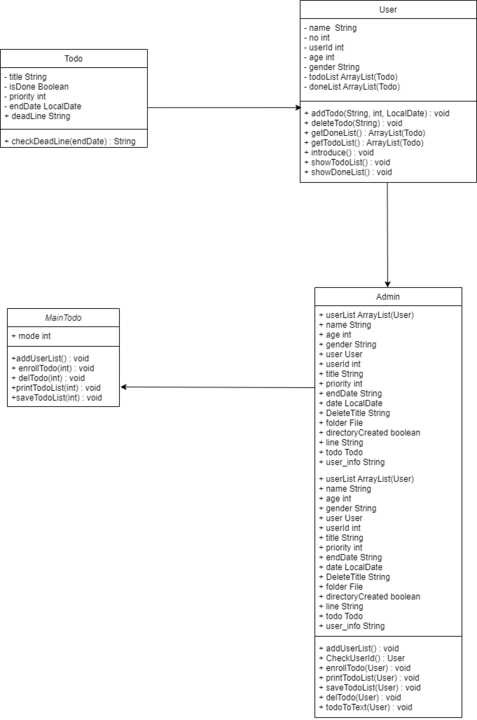 User
- name  String
- no int
- userId int
- age int
- gender String
- todoList ArrayList(Todo)
- doneList ArrayList(Todo)
+ addTodo(String, int, LocalDate) : void
+ deleteTodo(String) : void
+ getDoneList() : ArrayList(Todo)
+ getTodoList() : ArrayList(Todo)
+ introduce() : void
+ showTodoList() : void
+ showDoneList() : void
Todo
- title String
- isDone Boolean
- priority int
- endDate LocalDate
+ deadLine String
+ checkDeadLine(endDate) : String
Admin
+ userList ArrayList(User)
+ name String
+ age int
+ gender String
+ user User
+ userId int
+ title String
+ priority int
+ endDate String
+ date LocalDate
+ DeleteTitle String
+ folder File
+ directoryCreated boolean
+ line String
+ todo Todo
+ user_info String
+ userList ArrayList(User)
+ name String
+ age int
+ gender String
+ user User
+ userId int
+ title String
+ priority int
+ endDate String
+ date LocalDate
+ DeleteTitle String
+ folder File
+ directoryCreated boolean
+ line String
+ todo Todo
+ user_info String
+ addUserList() : void
+ CheckUserId() : User
+ enrollTodo(User) : void
+ printTodoList(User) : void
+ saveTodoList(User) : void
+ delTodo(User) : void
+ todoToText(User) : void
MainTodo
+ mode int
+addUserList() : void
+ enrollTodo(int) : void
+ delTodo(int) : void
+printTodoList(int) : void
+saveTodoList(int) : void